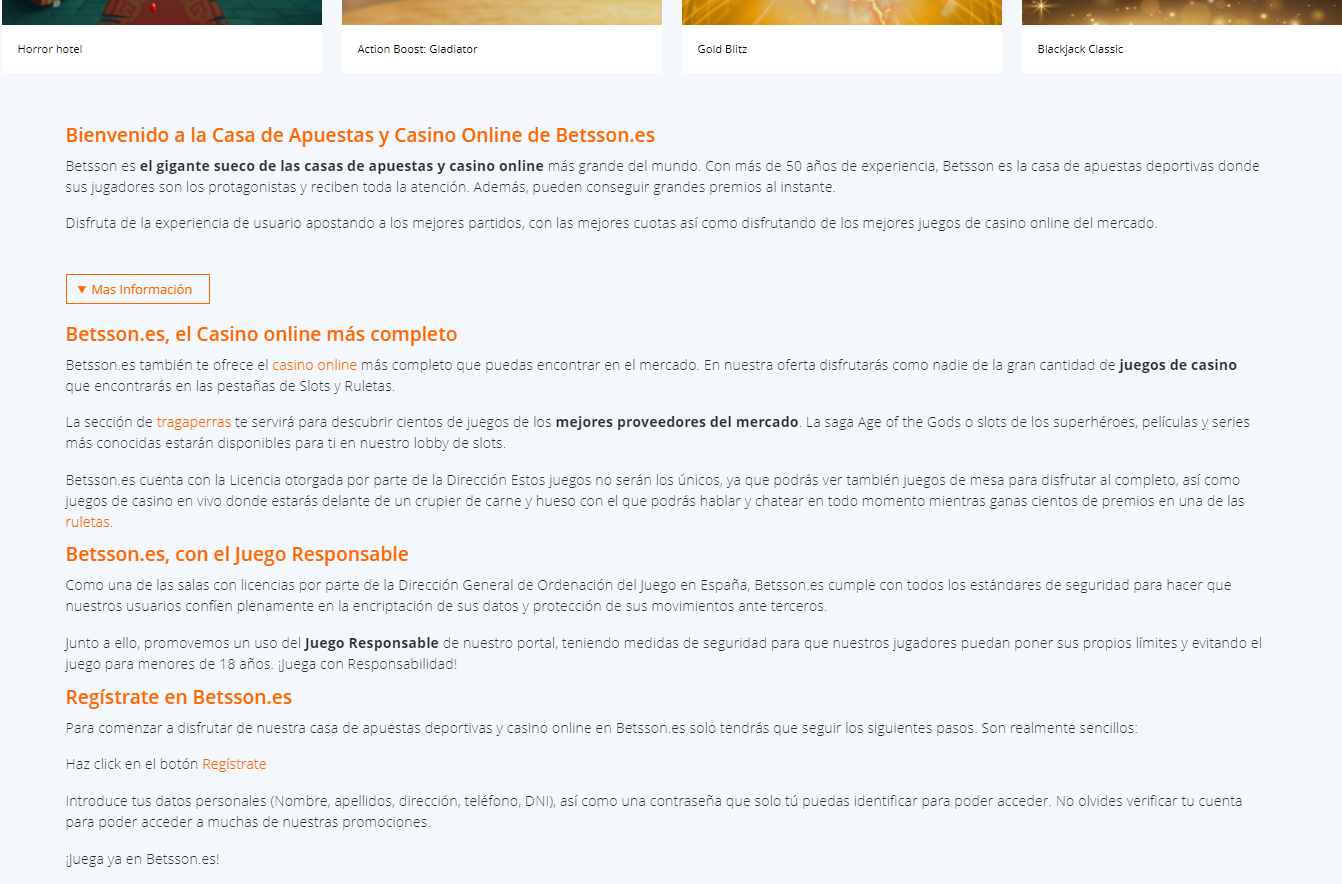 Horror hotel
Action Boost: Gladiator
Gold Blitz
Blackjack Classic
Bienvenido a la Casa de Apuestas y Casino Online de Betsson.es
Betsson es el gigante sueco de las casas de apuestas y casino online más grande del mundo. Con más de 50 años de experiencia, Betsson es la casa de apuestas deportivas donde
sus jugadores son los protagonistas y reciben toda la atención. Además, pueden conseguir grandes premios al instante.
Disfruta de la experiencia de usuario apostando a los mejores partidos, con las mejores cuotas así como disfrutando de los mejores juegos de casino online del mercado.
▼ Mas Información
Betsson.es, el Casino online más completo
Betsson.es también te ofrece el casino online más completo que puedas encontrar en el mercado. En nuestra oferta disfrutarás como nadie de la gran cantidad de juegos de casino
que encontrarás en las pestañas de Slots y Ruletas.
La sección de tragaperras te servirá para descubrir cientos de juegos de los mejores proveedores del mercado. La saga Age of the Gods o slots de los superhéroes, películas y series
más conocidas estarán disponibles para ti en nuestro lobby de slots.
Betsson.es cuenta con la Licencia otorgada por parte de la Dirección Estos juegos no serán los únicos, ya que podrás ver también juegos de mesa para disfrutar al completo, así como
juegos de casino en vivo donde estarás delante de un crupier de carne y hueso con el que podrás hablar y chatear en todo momento mientras ganas cientos de premios en una de las
ruletas.
Betsson.es, con el Juego Responsable
Como una de las salas con licencias por parte de la Dirección General de Ordenación del Juego en España, Betsson.es cumple con todos los estándares de seguridad para hacer que
nuestros usuarios confíen plenamente en la encriptación de sus datos y protección de sus movimientos ante terceros.
Junto a ello, promovemos un uso del Juego Responsable de nuestro portal, teniendo medidas de seguridad para que nuestros jugadores puedan poner sus propios límites y evitando el
juego para menores de 18 años. ¡Juega con Responsabilidad!
Regístrate en Betsson.es
Para comenzar a disfrutar de nuestra casa de apuestas deportivas y casino online en Betsson.es solo tendrás que seguir los siguientes pasos. Son realmente sencillos:
Haz click en el botón Regístrate
Introduce tus datos personales (Nombre, apellidos, dirección, teléfono, DNI), así como una contraseña que solo tú puedas identificar para poder acceder. No olvides verificar tu cuenta
para poder acceder a muchas de nuestras promociones.
¡Juega ya en Betsson.es!